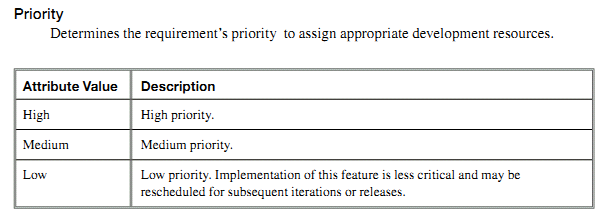 Priority
Determines the requirement's priority to assign appropriate development resources.
Attribute Value Description
High High priority.
Medium Medium priority.
Low Low priority. Implementation of this feature is less critical and may be
rescheduled for subsequent iterations or releases.